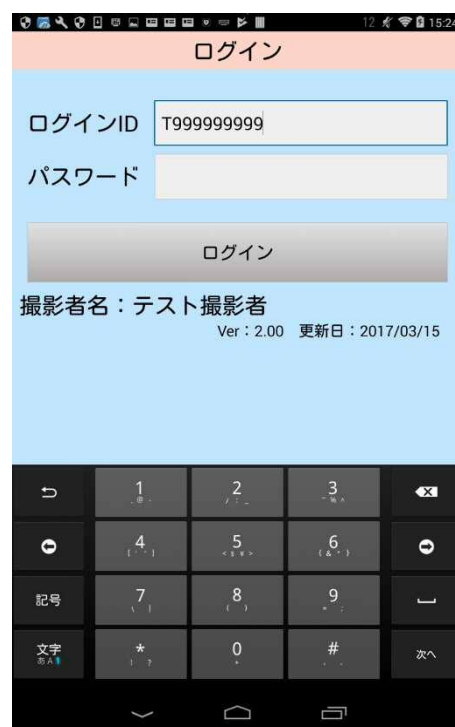 12 15:24
ログイン
ログインID T999999999
パスワード
ログイン
撮影者名：テスト撮影者
Ver：2.00 更新日：2017/03/15
1 2 3
4 5 6
記号 7 8 9
文字 * 0 # 次へ
あA1